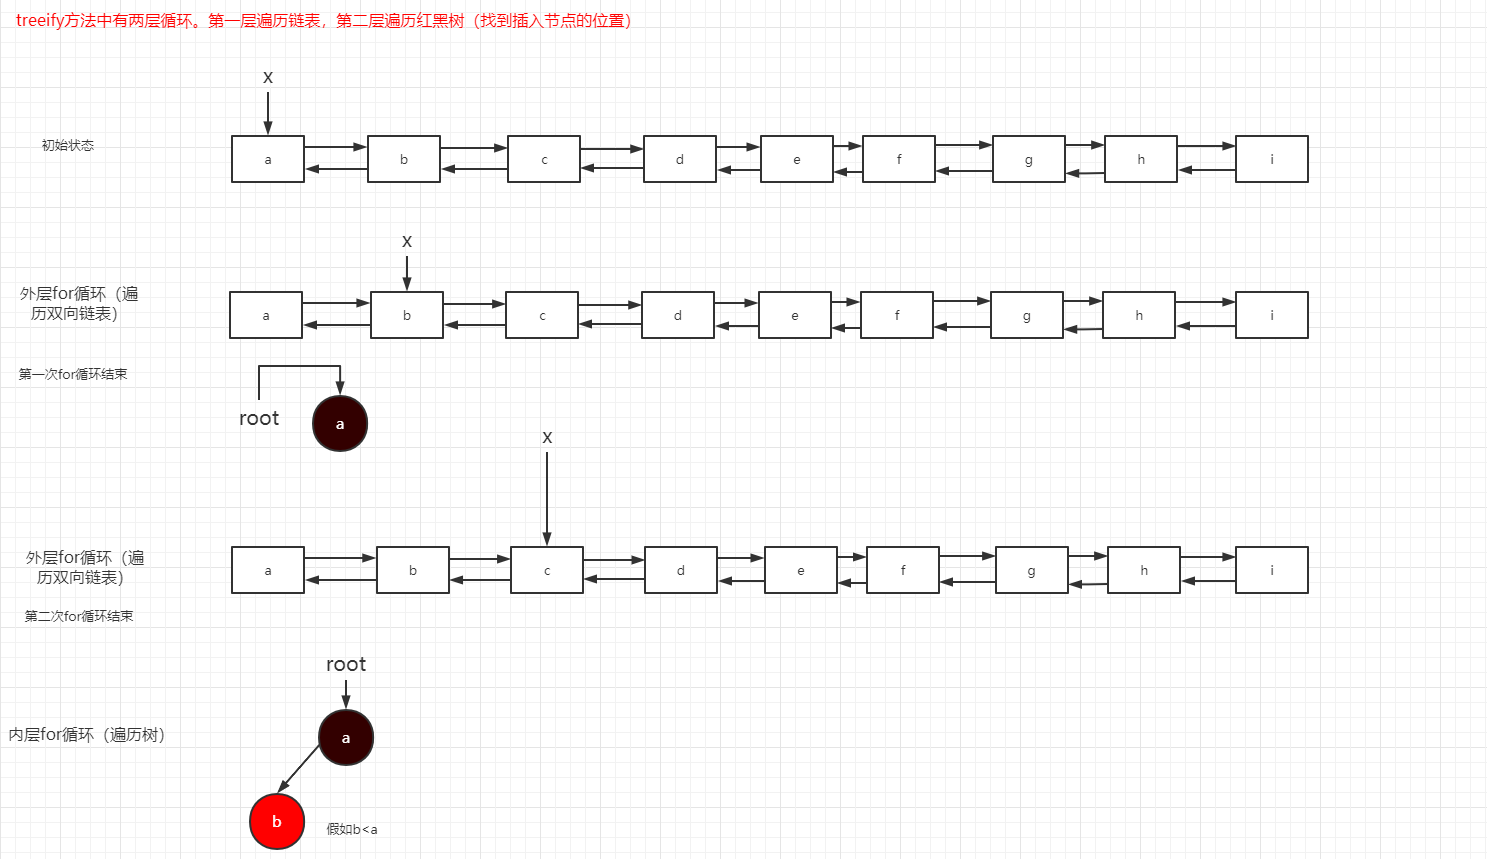 treeify方法中有两层循环。第一层遍历链表，第二层遍历红黑树（找到插入节点的位置）
x
初始状态
a b c d e f g h i
x
外层for循环（遍
历双向链表）
a b c d e f g h i
第一次for循环结束
root
a
x
外层for循环（遍
历双向链表）
a b c d e f g h i
第二次for循环结束
root
内层for循环（遍历树）
a
b
假如b<a